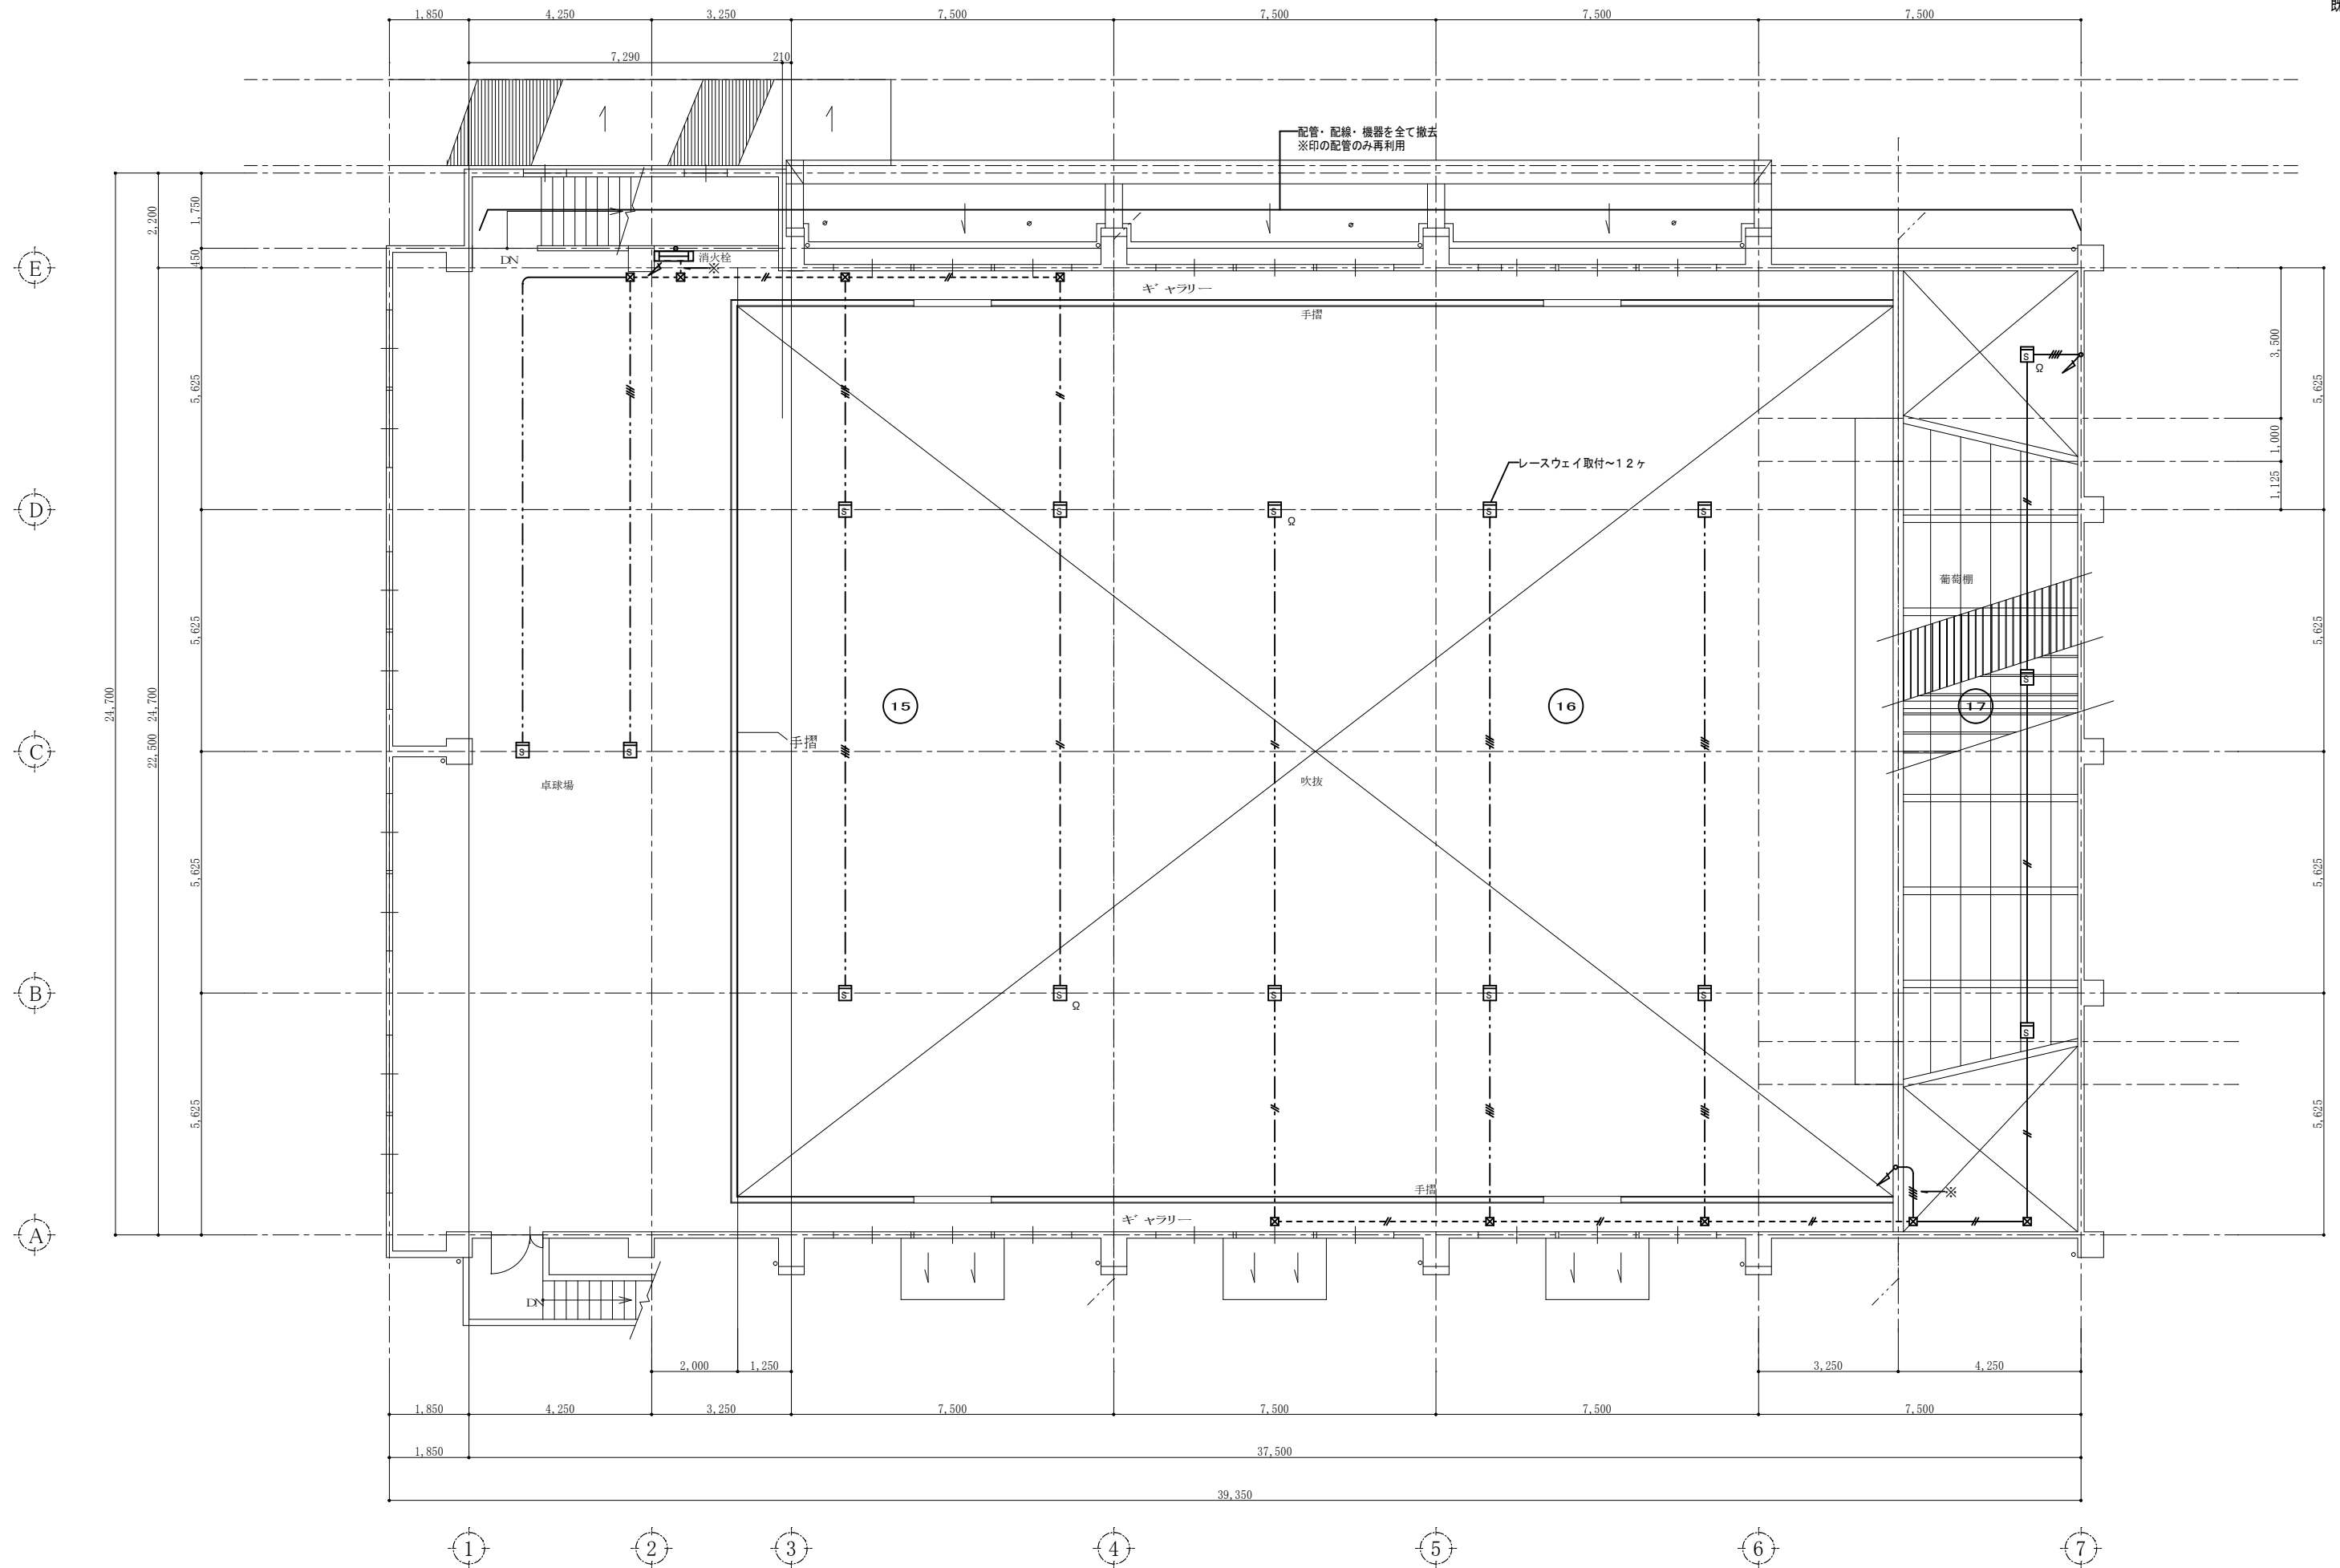 1,850 4,250 3,250 7,500 7,500 7,500 7,500
7,290 210
配管・配線・機器を全て撤去
※印の配管のみ再利用
2,200 1,750
450
E
DN
消火栓
※
ギャラリー
手摺
3,500
S
Ω
5,625
5,625
1,000
レースウェイ取付~12ヶ
1,125
D
S S S S S
Ω
葡萄棚
5,625
5,625
S
24,700
22,500 24,700
15
16
17
手摺
C
S S
卓球場
吹抜
5,625
5,625
B
S S S S S
Ω
S
5,625
5,625
手摺
※
ギャラリー
A
DN
2,000 1,250 3,250 4,250
1,850 4,250 3,250 7,500 7,500 7,500 7,500
1,850 37,500
39,350
1 2 3 4 5 6 7